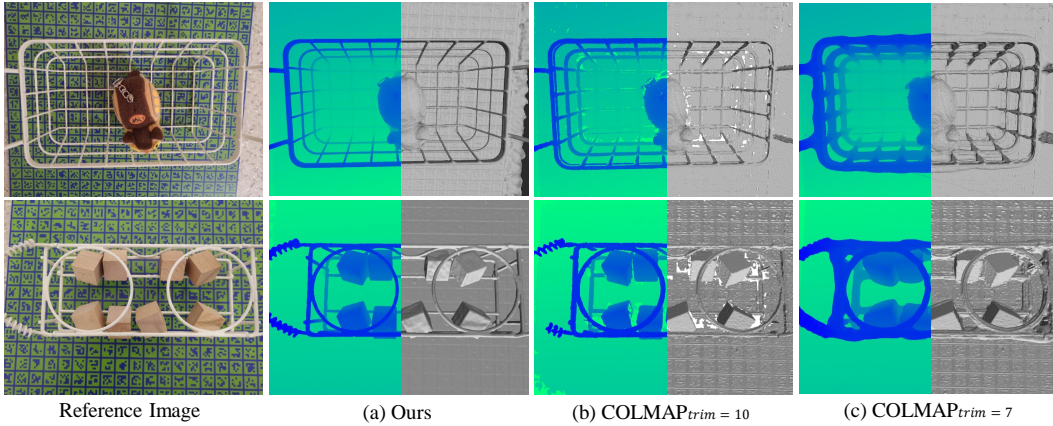 Reference Image
(a) Ours
(b) COLMAP trim = 10
(c) COLMAP trim = 7